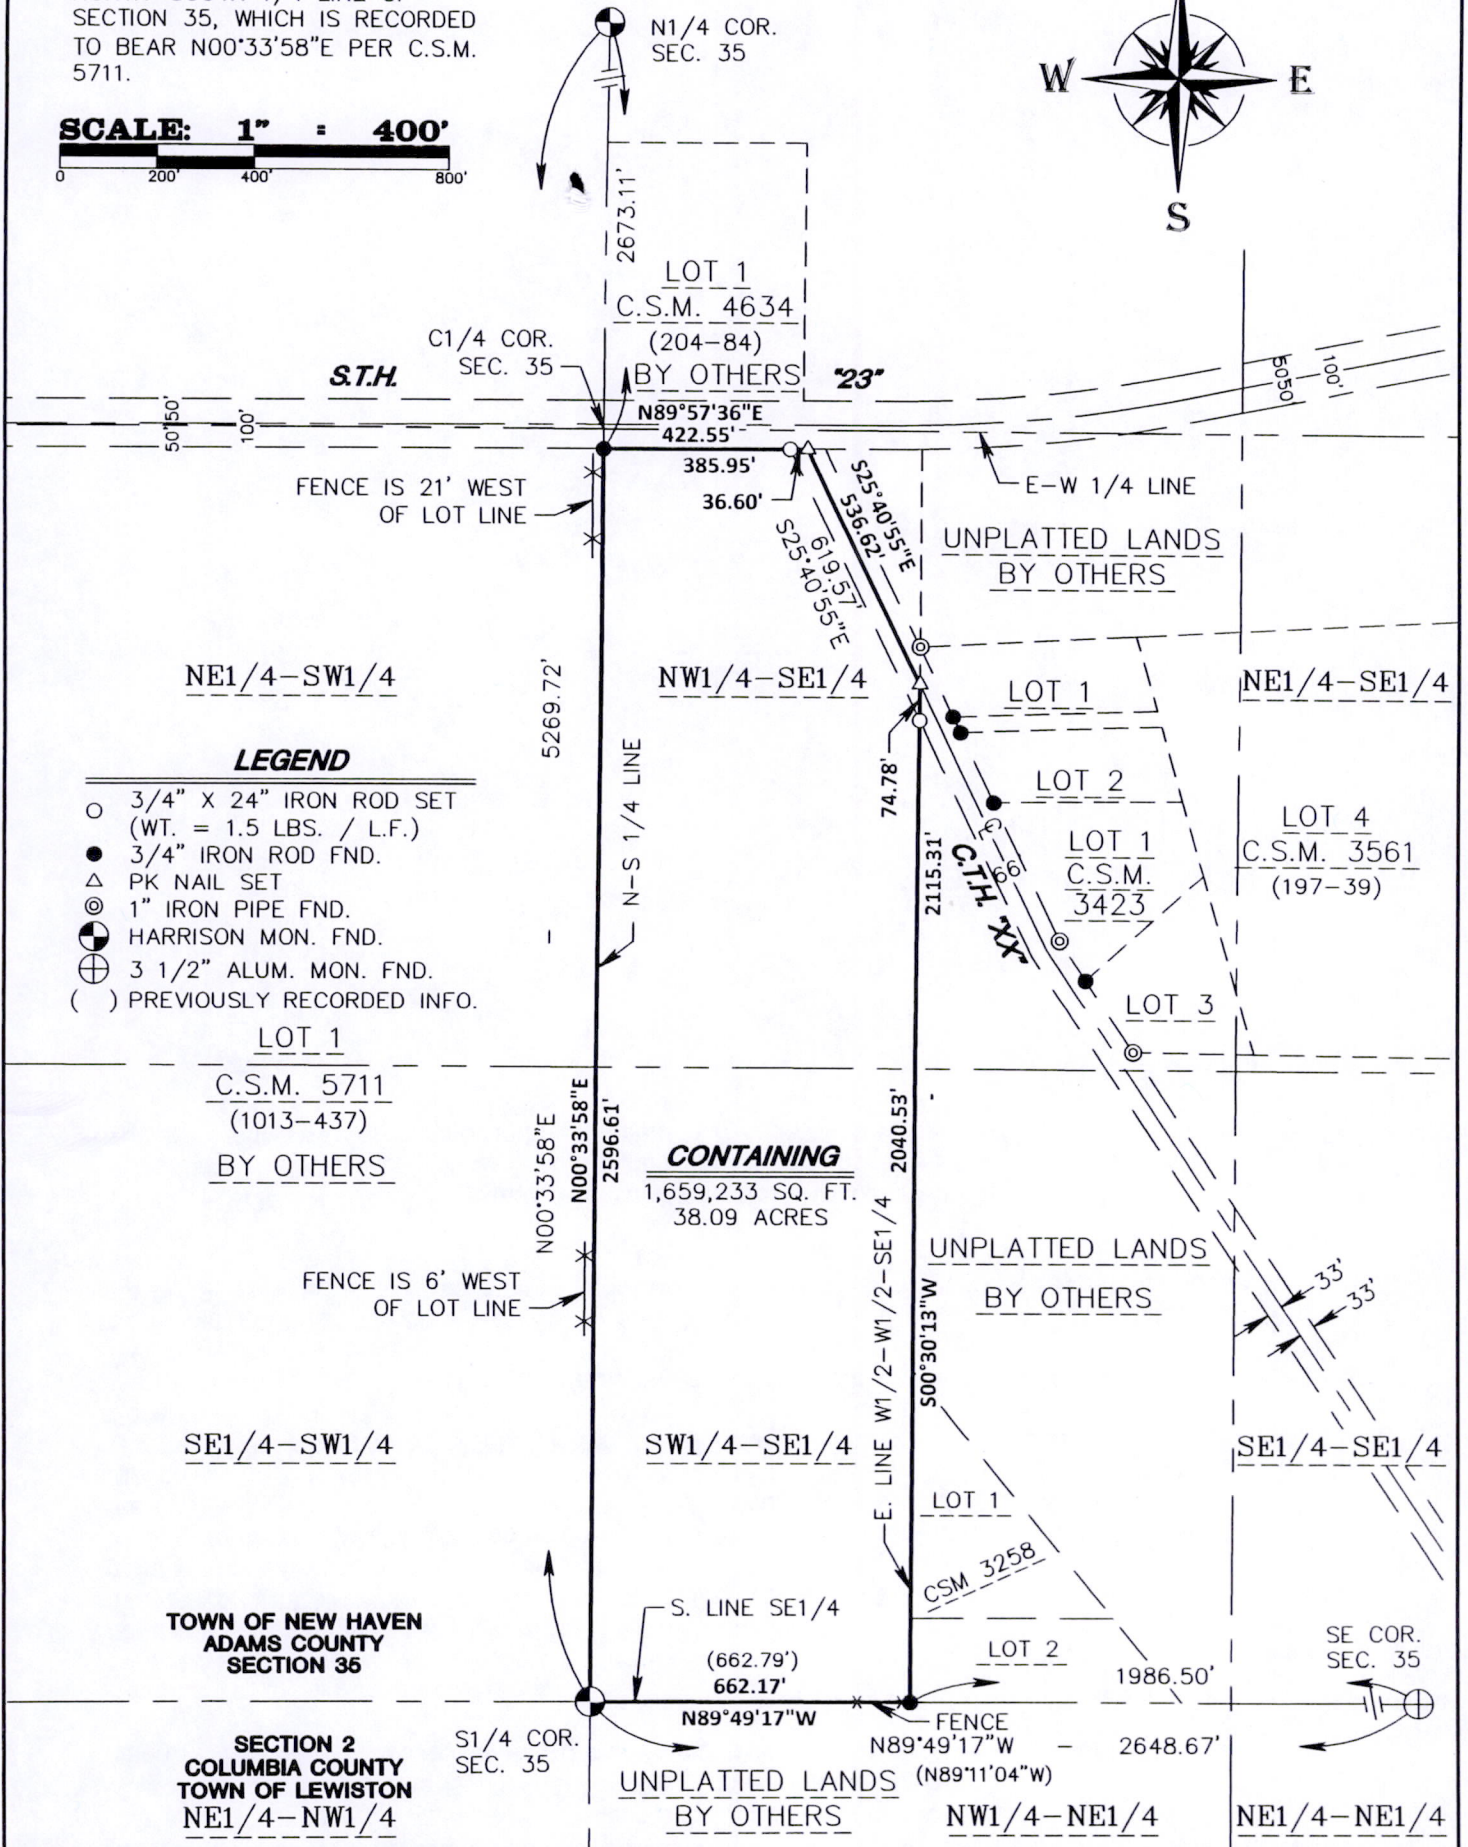 SECTION 35, WHICH IS RECORDED
TO BEAR N00°33'58"E PER C.S.M.
5711.
SCALE: 1" = 400'
0 200' 400' 800'
N1/4 COR.
SEC. 35
W E
S
2673.11'
LOT 1
C.S.M. 4634
(204-84)
BY OTHERS
C1/4 COR.
SEC. 35
S.T.H. "23"
50' 50'
100'
50 50'
100'
N89°57'36"E
422.55'
385.95'
36.60'
FENCE IS 21' WEST
OF LOT LINE
S25°40'55"E
536.62'
619.57'
S25°40'55"E
E-W 1/4 LINE
UNPLATTED LANDS
BY OTHERS
NE1/4-SW1/4
5269.72'
NW1/4-SE1/4
LOT 1
NE1/4-SE1/4
LEGEND
3/4" X 24" IRON ROD SET
(WT. = 1.5 LBS. / L.F.)
3/4" IRON ROD FND.
PK NAIL SET
1" IRON PIPE FND.
HARRISON MON. FND.
3 1/2" ALUM. MON. FND.
( ) PREVIOUSLY RECORDED INFO.
N-S 1/4 LINE
74.78'
2115.31'
LOT 2
LOT 1
C.S.M.
3423
LOT 4
C.S.M. 3561
(197-39)
66'
C.T.H. "XX"
LOT 3
LOT 1
C.S.M. 5711
(1013-437)
BY OTHERS
N00°33'58"E
N00°33'58"E
2596.61'
CONTAINING
1,659,233 SQ. FT.
38.09 ACRES
2040.53'
S00°30'13"W
E. LINE W1/2-W1/2-SE1/4
FENCE IS 6' WEST
OF LOT LINE
UNPLATTED LANDS
BY OTHERS
33'
33'
SE1/4-SW1/4
SW1/4-SE1/4
SE1/4-SE1/4
LOT 1
CSM 3258
LOT 2
TOWN OF NEW HAVEN
ADAMS COUNTY
SECTION 35
S. LINE SE1/4
(662.79')
662.17'
N89°49'17"W
1986.50'
SE COR.
SEC. 35
FENCE
N89°49'17"W - 2648.67'
(N89°11'04"W)
S1/4 COR.
SEC. 35
SECTION 2
COLUMBIA COUNTY
TOWN OF LEWISTON
NE1/4-NW1/4
UNPLATTED LANDS
BY OTHERS
NW1/4-NE1/4
NE1/4-NE1/4